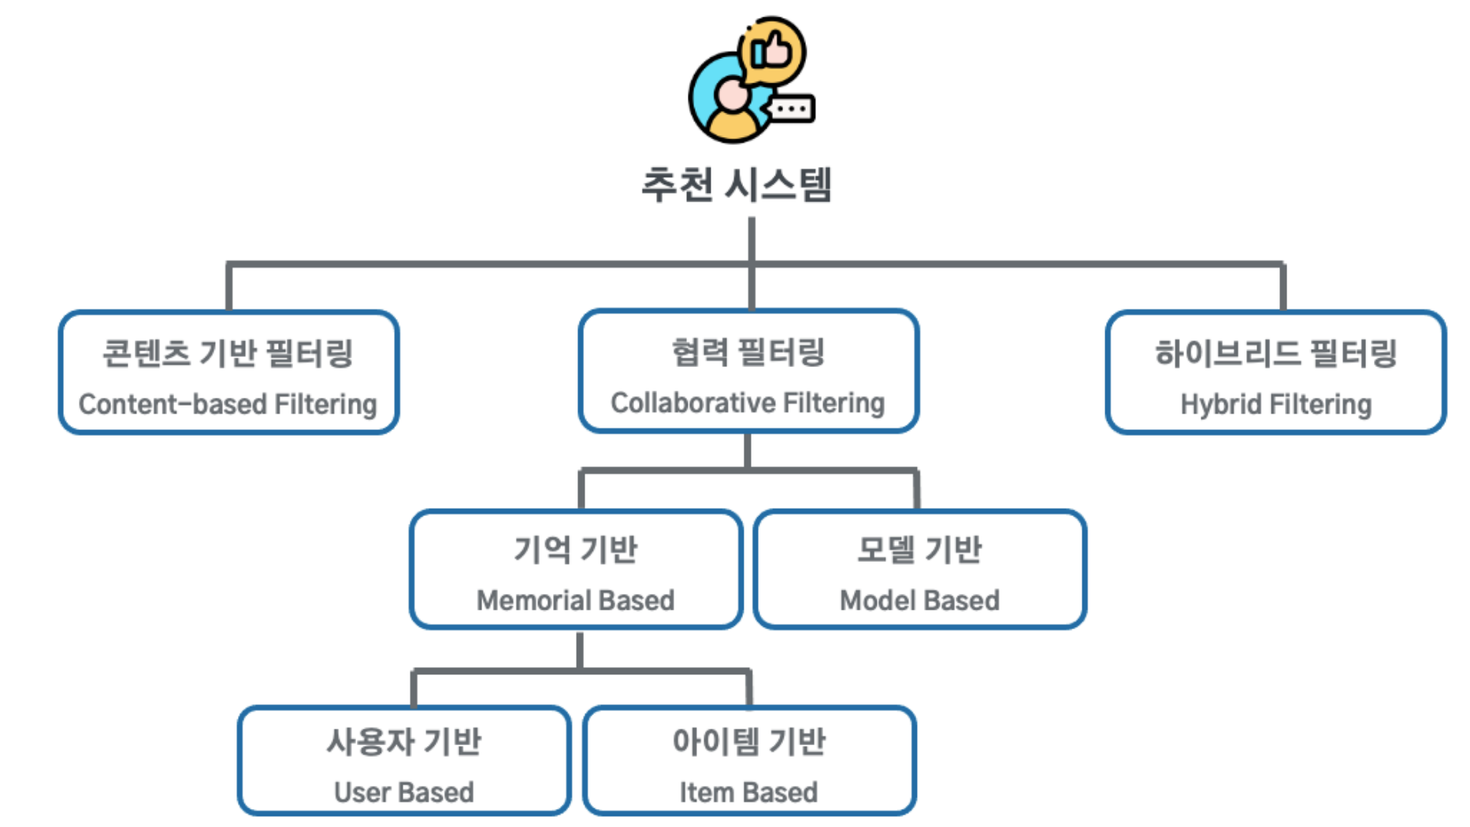 추천 시스템
콘텐츠 기반 필터링
Content-based Filtering
협력 필터링
Collaborative Filtering
하이브리드 필터링
Hybrid Filtering
기억 기반
Memorial Based
모델 기반
Model Based
사용자 기반
User Based
아이템 기반
Item Based